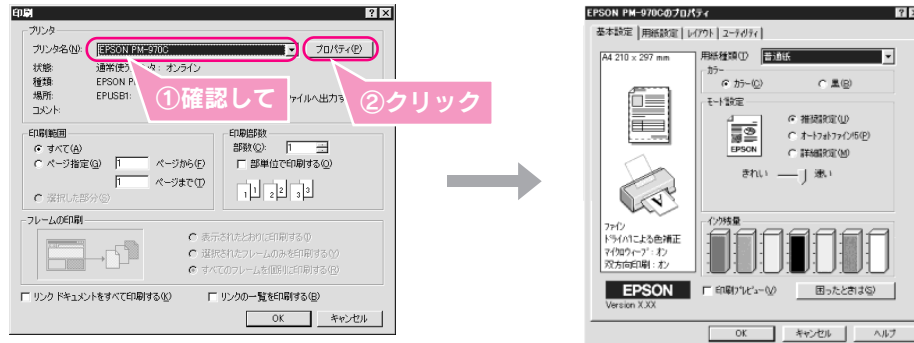 印刷
プリンタ
プリンタ名(N):
EPSON PM-970C
プロパティ(P)
状態:
通常使う
タ: オンライン
種類:
EPSON P
場所:
EPUSB1:
ァイルへ出力す
コメント:
①確認して
②クリック
印刷範囲
すべて(A)
ページ指定(G)
1
ページから(F)
1
ページまで(T)
選択した部分(S)
印刷部数
部数(C):
1
部単位で印刷する(O)
1 1 2 2 3 3
フレームの印刷
表示されたとおりに印刷する(I)
選択されたフレームのみを印刷する(Y)
すべてのフレームを個別に印刷する(R)
リンク ドキュメントをすべて印刷する(K)
リンクの一覧を印刷する(B)
OK
キャンセル
EPSON PM-970Cのプロパティ
基本設定
用紙設定
レイアウト
ユーティリティ
A4 210 x 297 mm
用紙種類(T)
普通紙
カラー
カラー(C)
黒(B)
モード設定
推奨設定(U)
オートフォトファイン!5(P)
詳細設定(M)
EPSON
きれい
速い
ファイン
ドライバによる色補正
マイクロウィーブ: オン
双方向印刷: オン
インク残量
EPSON
Version X.XX
印刷プレビュー(V)
困ったときは(S)
OK
キャンセル
ヘルプ